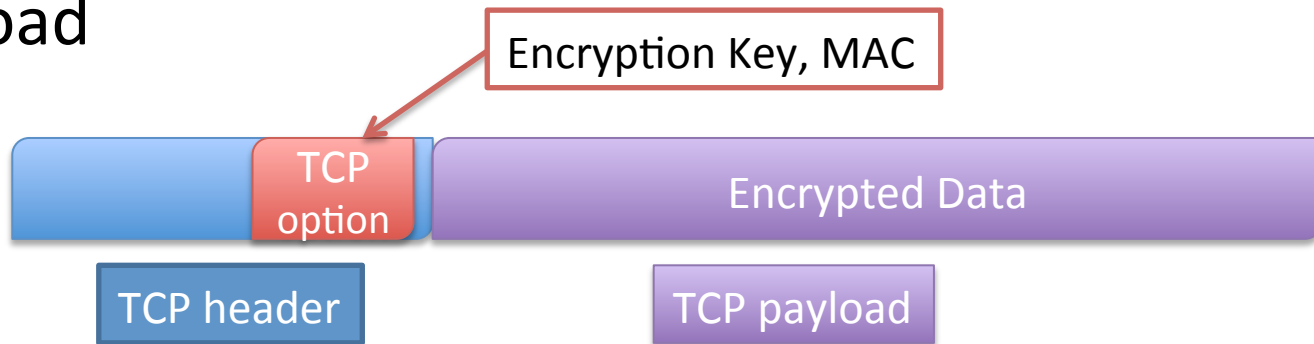 oad
Encryption Key, MAC
TCP
option
Encrypted Data
TCP header
TCP payload